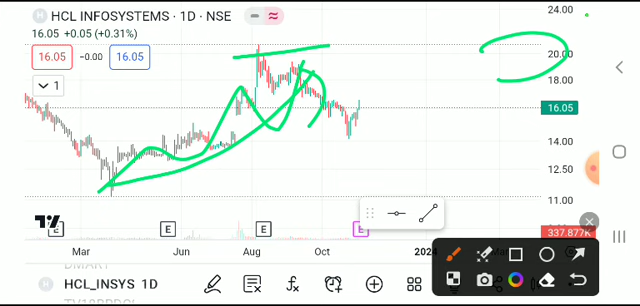 H HCL INFOSYSTEMS · 1D · NSE
24.00
16.05 +0.05 (+0.31%)
16.05 −0.00 16.05
20.00
18.00
1
16.05
14.00
12.50
11.00
E E E E
337.877K
Mar Jun Aug Oct 2024
DMART
HCL_INSYS 1D